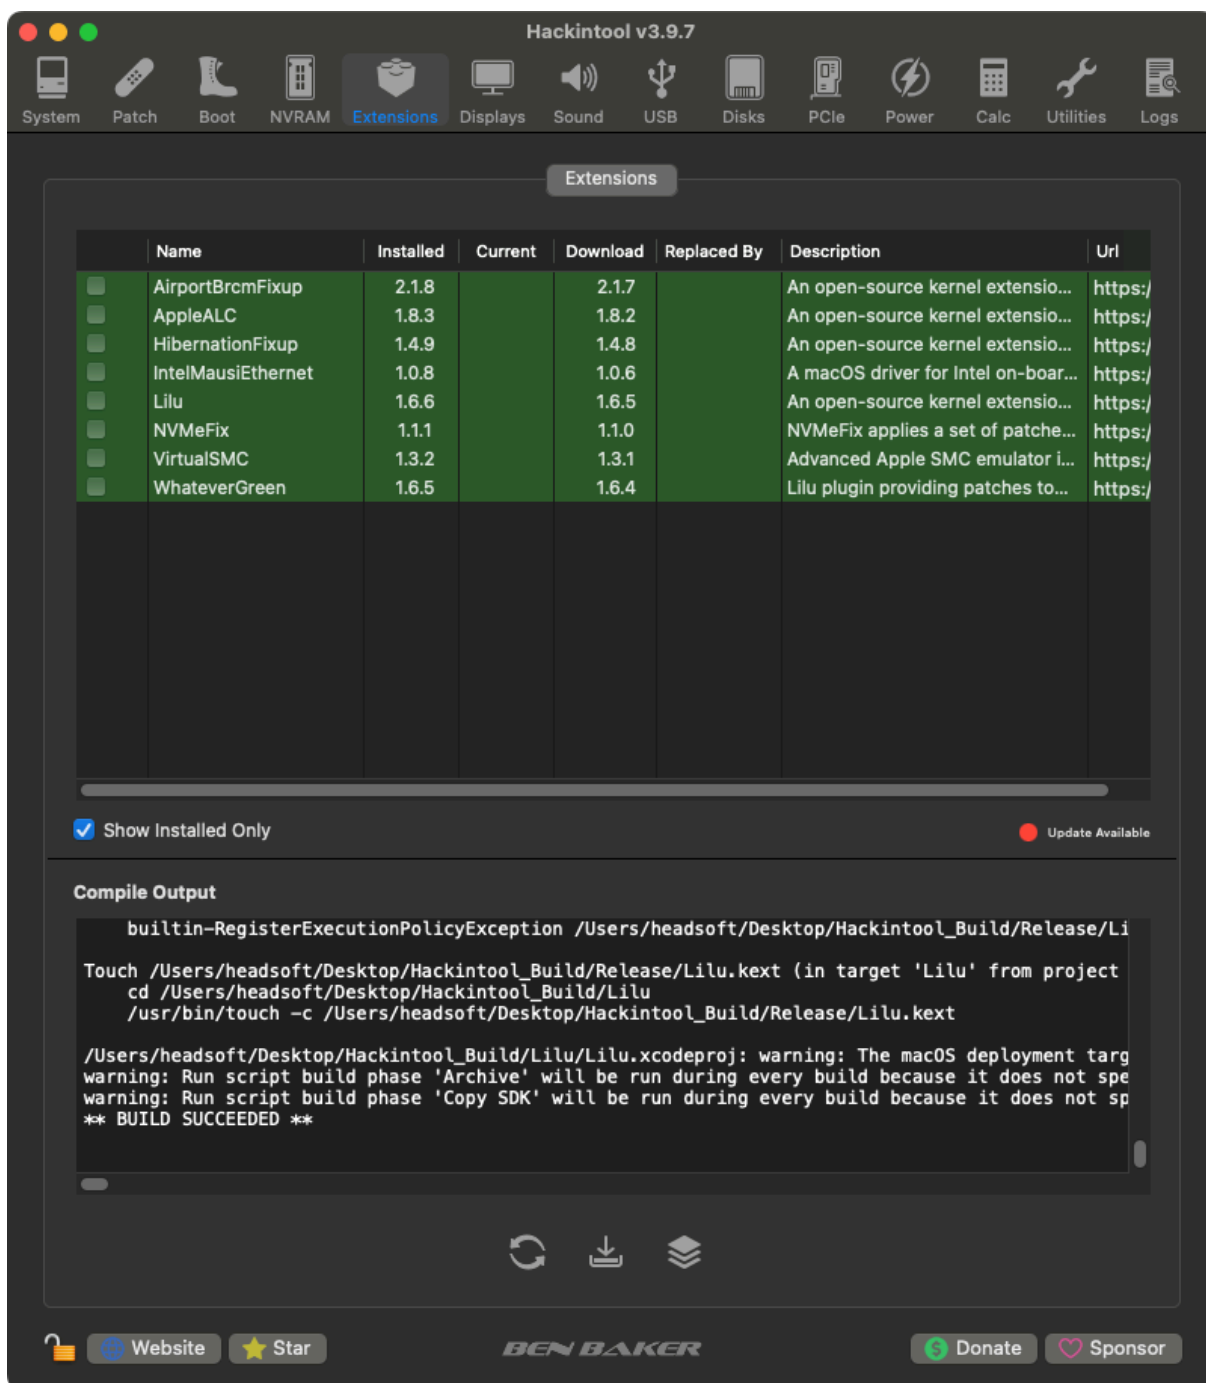 Hackintool v3.9.7
System Patch Boot NVRAM Extensions Displays Sound USB Disks PCIe Power Calc Utilities Logs
Extensions
Name Installed Current Download Replaced By Description Url
AirportBrcmFixup 2.1.8 2.1.7 An open-source kernel extensio... https:/
AppleALC 1.8.3 1.8.2 An open-source kernel extensio... https:/
HibernationFixup 1.4.9 1.4.8 An open-source kernel extensio... https:/
IntelMausiEthernet 1.0.8 1.0.6 A macOS driver for Intel on-boar... https:/
Lilu 1.6.6 1.6.5 An open-source kernel extensio... https:/
NVMeFix 1.1.1 1.1.0 NVMeFix applies a set of patche... https:/
VirtualSMC 1.3.2 1.3.1 Advanced Apple SMC emulator i... https:/
WhateverGreen 1.6.5 1.6.4 Lilu plugin providing patches to... https:/
Show Installed Only Update Available
Compile Output
builtin-RegisterExecutionPolicyException /Users/headsoft/Desktop/Hackintool_Build/Release/Li
Touch /Users/headsoft/Desktop/Hackintool_Build/Release/Lilu.kext (in target 'Lilu' from project
cd /Users/headsoft/Desktop/Hackintool_Build/Lilu
/usr/bin/touch -c /Users/headsoft/Desktop/Hackintool_Build/Release/Lilu.kext
/Users/headsoft/Desktop/Hackintool_Build/Lilu/Lilu.xcodeproj: warning: The macOS deployment targ
warning: Run script build phase 'Archive' will be run during every build because it does not spe
warning: Run script build phase 'Copy SDK' will be run during every build because it does not sp
** BUILD SUCCEEDED **
Website Star BEN BAKER Donate Sponsor